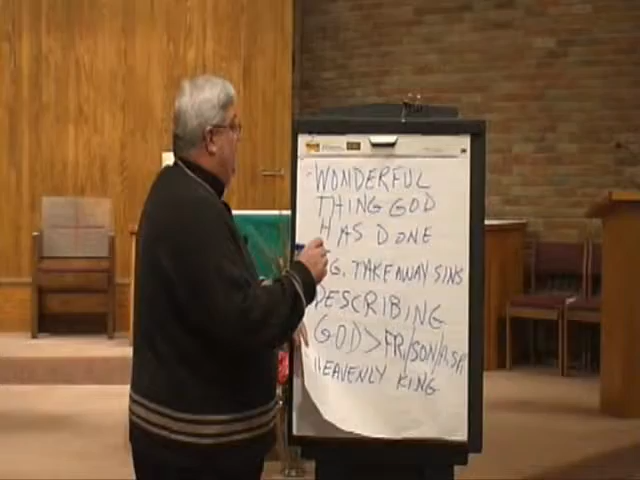 WONDERFUL
THING GOD
HAS DONE
G. TAKE AWAY SINS
DESCRIBING
GOD>FR/SON/H.SP.
HEAVENLY KING